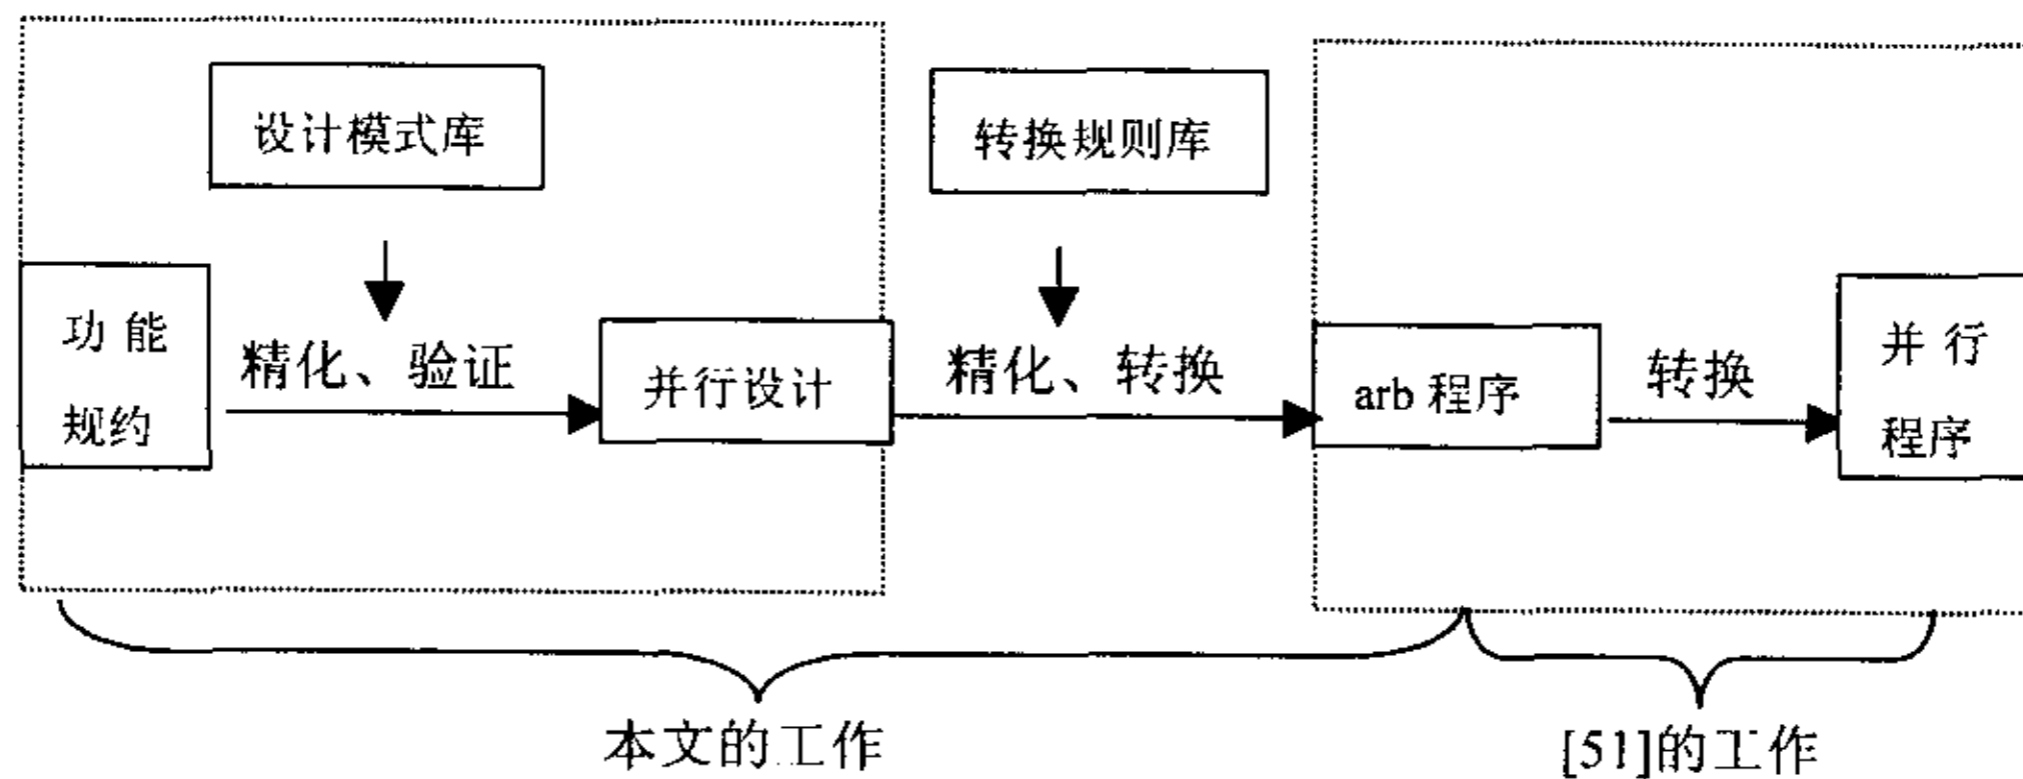 设计模式库
转换规则库
功能
规约
精化、验证
并行设计
精化、转换
arb 程序
转换
并行
程序
本文的工作
[51]的工作